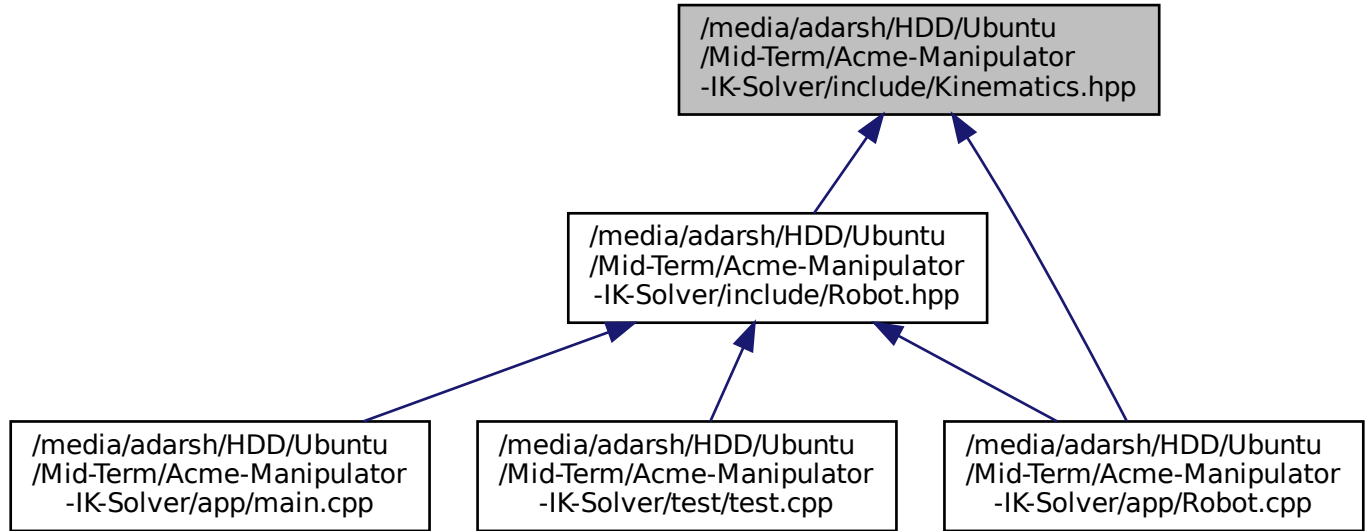 /media/adarsh/HDD/Ubuntu
/Mid-Term/Acme-Manipulator
-IK-Solver/include/Kinematics.hpp
/media/adarsh/HDD/Ubuntu
/Mid-Term/Acme-Manipulator
-IK-Solver/include/Robot.hpp
/media/adarsh/HDD/Ubuntu
/Mid-Term/Acme-Manipulator
-IK-Solver/app/main.cpp
/media/adarsh/HDD/Ubuntu
/Mid-Term/Acme-Manipulator
-IK-Solver/test/test.cpp
/media/adarsh/HDD/Ubuntu
/Mid-Term/Acme-Manipulator
-IK-Solver/app/Robot.cpp